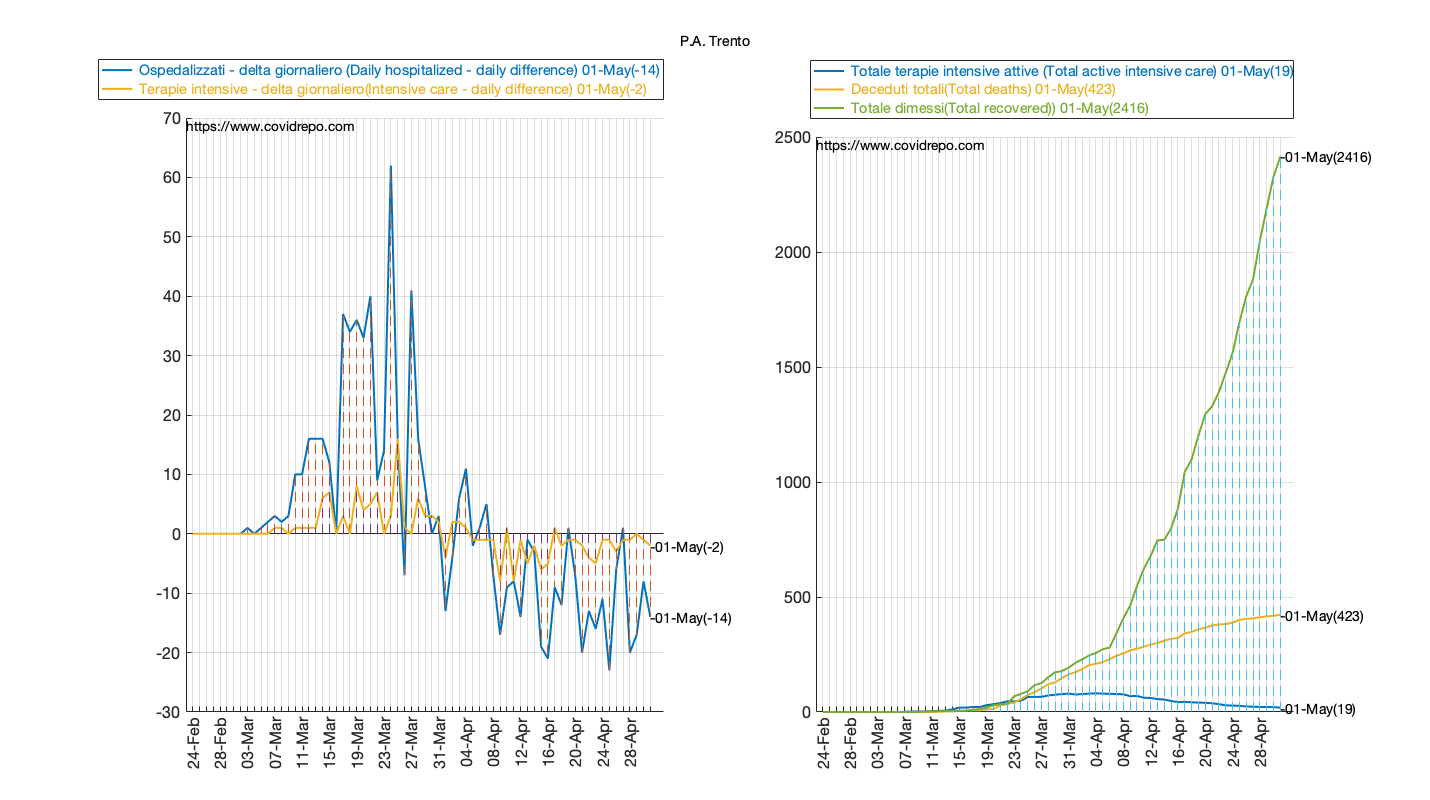 P.A. Trento
Ospedalizzati - delta giornaliero (Daily hospitalized - daily difference) 01-May(-14)
Terapie intensive - delta giornaliero(Intensive care - daily difference) 01-May(-2)
https://www.covidrepo.com
70
60
50
40
30
20
10
0
-10
-20
-30
-01-May(-2)
-01-May(-14)
24-Feb
28-Feb
03-Mar
07-Mar
11-Mar
15-Mar
19-Mar
23-Mar
27-Mar
31-Mar
04-Apr
08-Apr
12-Apr
16-Apr
20-Apr
24-Apr
28-Apr
Totale terapie intensive attive (Total active intensive care) 01-May(19)
Deceduti totali(Total deaths) 01-May(423)
Totale dimessi(Total recovered)) 01-May(2416)
https://www.covidrepo.com
2500
2000
1500
1000
500
0
-01-May(2416)
-01-May(423)
-01-May(19)
24-Feb
28-Feb
03-Mar
07-Mar
11-Mar
15-Mar
19-Mar
23-Mar
27-Mar
31-Mar
04-Apr
08-Apr
12-Apr
16-Apr
20-Apr
24-Apr
28-Apr